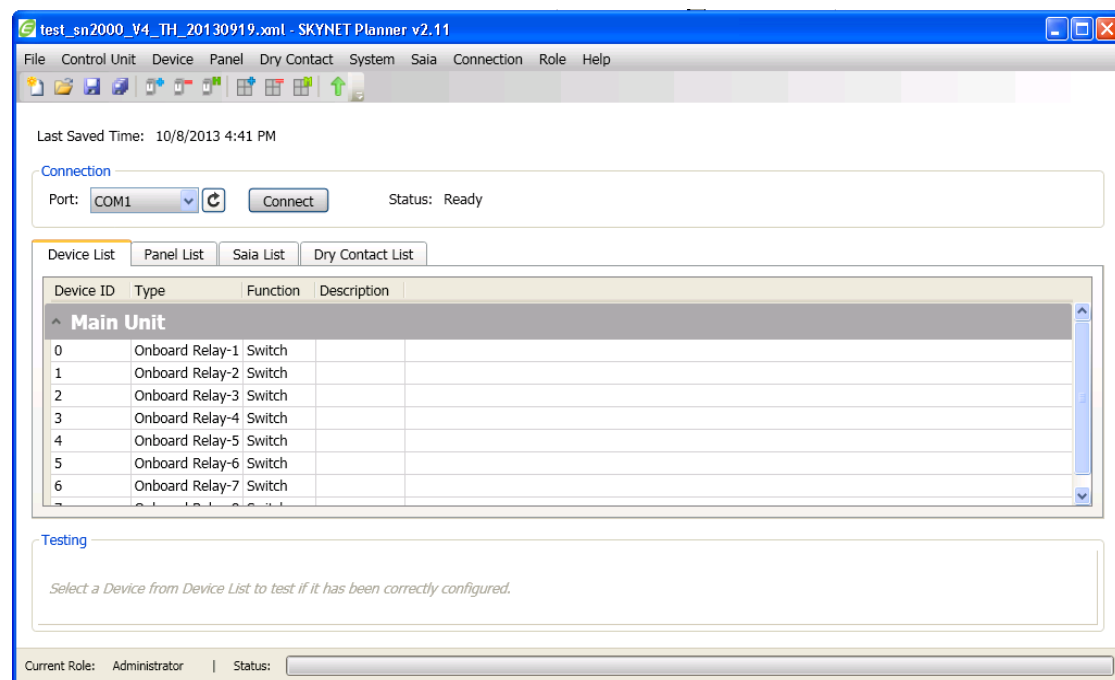 test_sn2000_V4_TH_20130919.xml - SKYNET Planner v2.11
File Control Unit Device Panel Dry Contact System Saia Connection Role Help
Last Saved Time: 10/8/2013 4:41 PM
Connection
Port: COM1 Connect Status: Ready
Device List Panel List Saia List Dry Contact List
Device ID Type Function Description
Main Unit
0 Onboard Relay-1 Switch
1 Onboard Relay-2 Switch
2 Onboard Relay-3 Switch
3 Onboard Relay-4 Switch
4 Onboard Relay-5 Switch
5 Onboard Relay-6 Switch
6 Onboard Relay-7 Switch
Testing
Select a Device from Device List to test if it has been correctly configured.
Current Role: Administrator | Status: